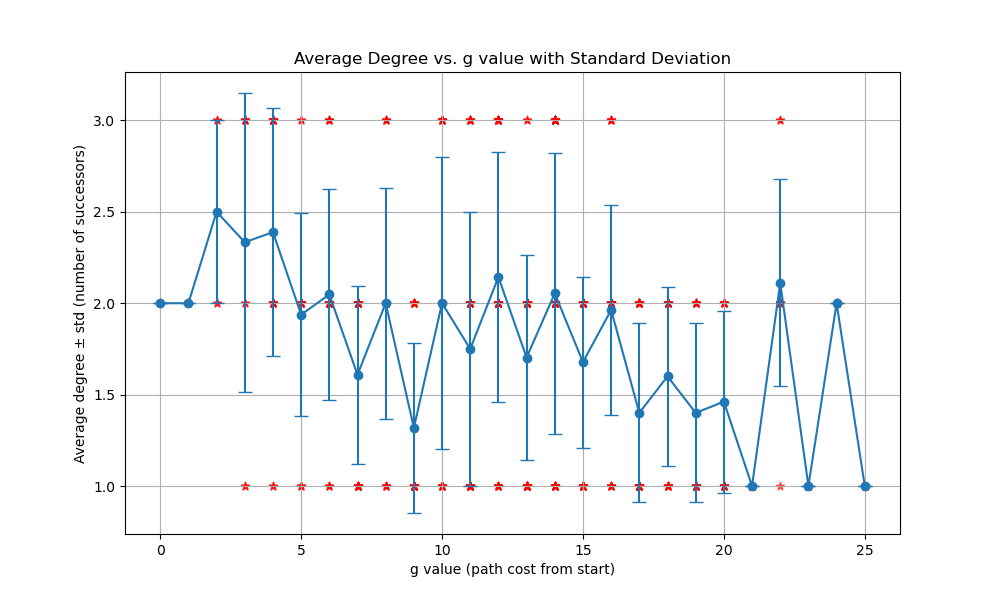 Average Degree vs. g value with Standard Deviation
Average degree ± std (number of successors)
3.0
2.5
2.0
1.5
1.0
0 5 10 15 20 25
g value (path cost from start)